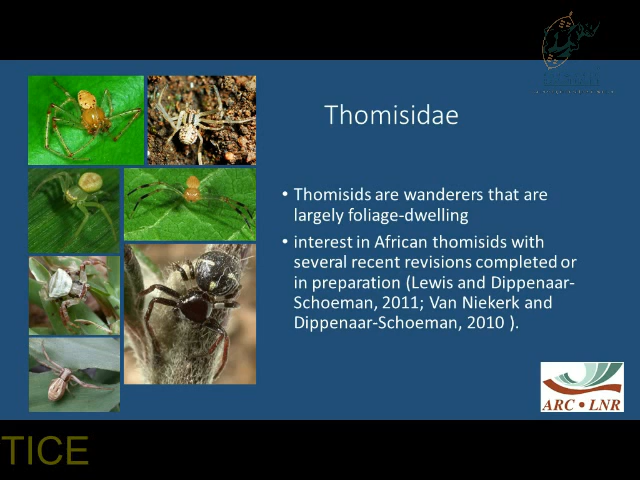 Thomisidae
• Thomisids are wanderers that are
largely foliage-dwelling
• interest in African thomisids with
several recent revisions completed or
in preparation (Lewis and Dippenaar-
Schoeman, 2011; Van Niekerk and
Dippenaar-Schoeman, 2010 ).
ARC • LNR
TICE